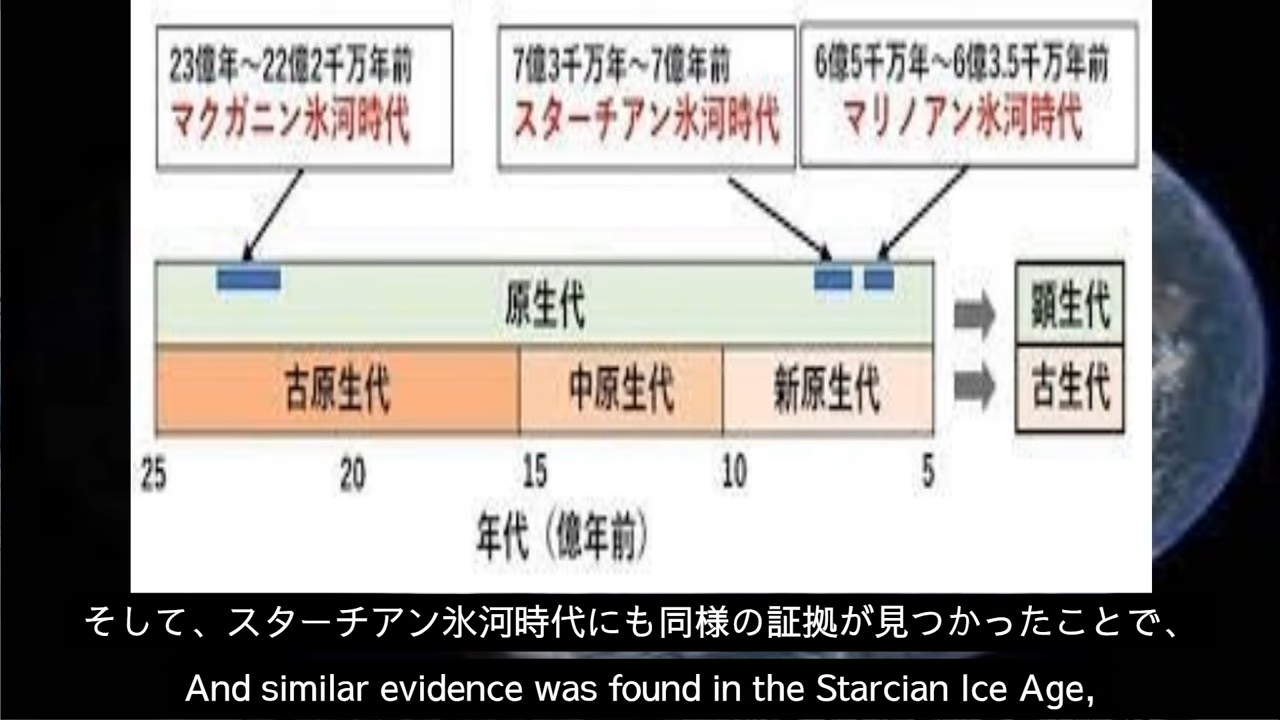 23億年～22億2千万年前
マクガニン氷河時代
7億3千万年～7億年前
スターチアン氷河時代
6億5千万年～6億3.5千万年前
マリノアン氷河時代
原生代
顕生代
古原生代
中原生代
新原生代
古生代
25
20
15
10
5
年代（億年前）
そして、スターチアン氷河時代にも同様の証拠が見つかったことで、
And similar evidence was found in the Starcian Ice Age,